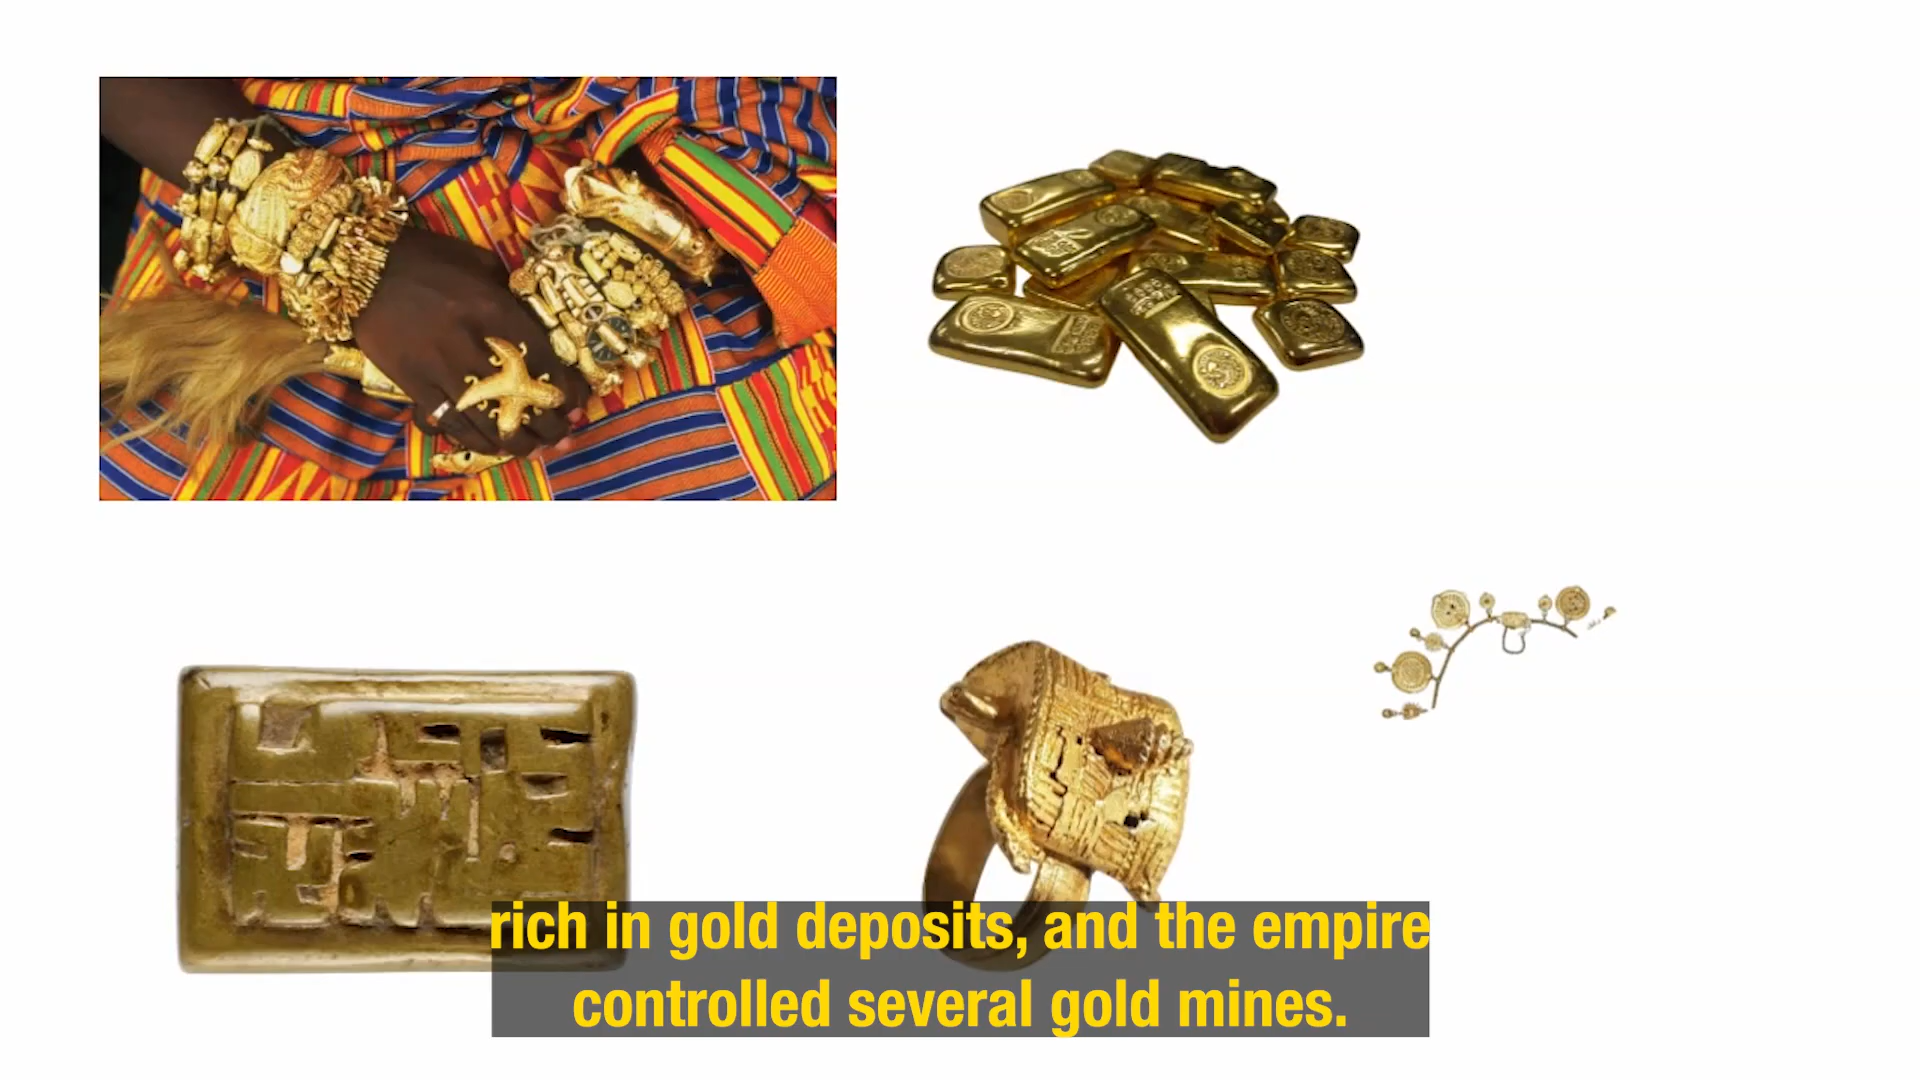 rich in gold deposits, and the empire
controlled several gold mines.